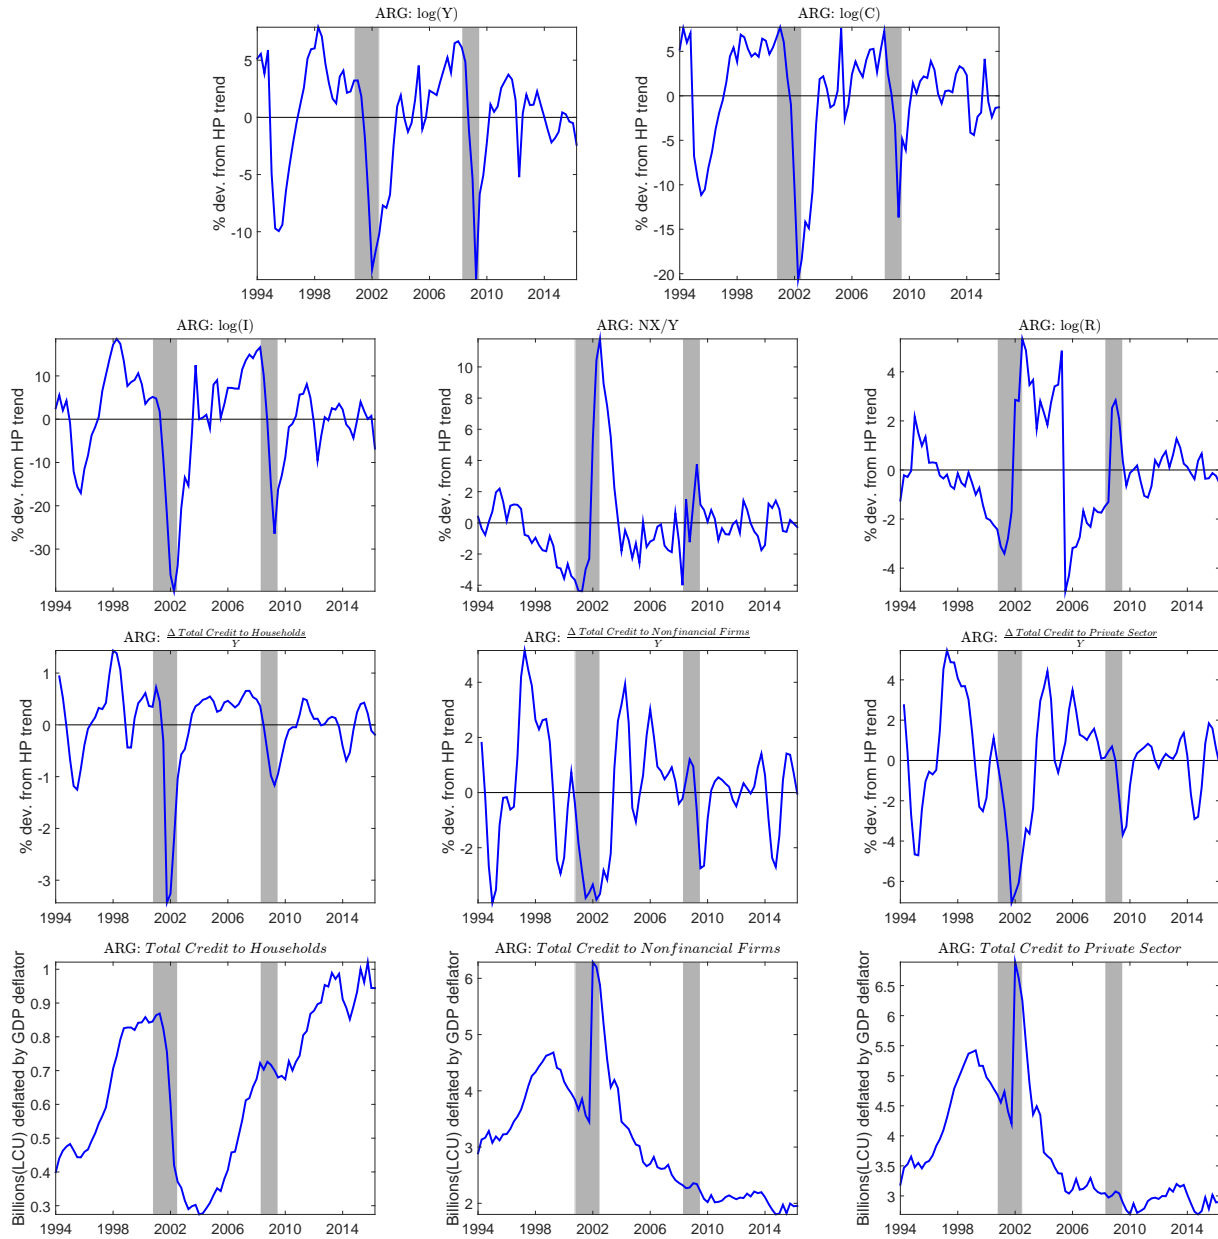 ARG: log(Y)
ARG: log(C)
% dev. from HP trend
5
0
-5
-10
1994 1998 2002 2006 2010 2014
% dev. from HP trend
5
0
-5
-10
-15
-20
1994 1998 2002 2006 2010 2014
ARG: log(I)
ARG: NX/Y
ARG: log(R)
% dev. from HP trend
10
0
-10
-20
-30
1994 1998 2002 2006 2010 2014
% dev. from HP trend
12
10
8
6
4
2
0
-2
-4
1994 1998 2002 2006 2010 2014
% dev. from HP trend
4
2
0
-2
-4
1994 1998 2002 2006 2010 2014
ARG: Δ Total Credit to Households / Y
ARG: Δ Total Credit to Nonfinancial Firms / Y
ARG: Δ Total Credit to Private Sector / Y
% dev. from HP trend
1
0
-1
-2
-3
1994 1998 2002 2006 2010 2014
% dev. from HP trend
4
2
0
-2
1994 1998 2002 2006 2010 2014
% dev. from HP trend
4
2
0
-2
-4
-6
1994 1998 2002 2006 2010 2014
ARG: Total Credit to Households
ARG: Total Credit to Nonfinancial Firms
ARG: Total Credit to Private Sector
Billions(LCU) deflated by GDP deflator
1
0.9
0.8
0.7
0.6
0.5
0.4
0.3
1994 1998 2002 2006 2010 2014
Billions(LCU) deflated by GDP deflator
6
5
4
3
2
1994 1998 2002 2006 2010 2014
Billions(LCU) deflated by GDP deflator
6.5
6
5.5
5
4.5
4
3.5
3
1994 1998 2002 2006 2010 2014